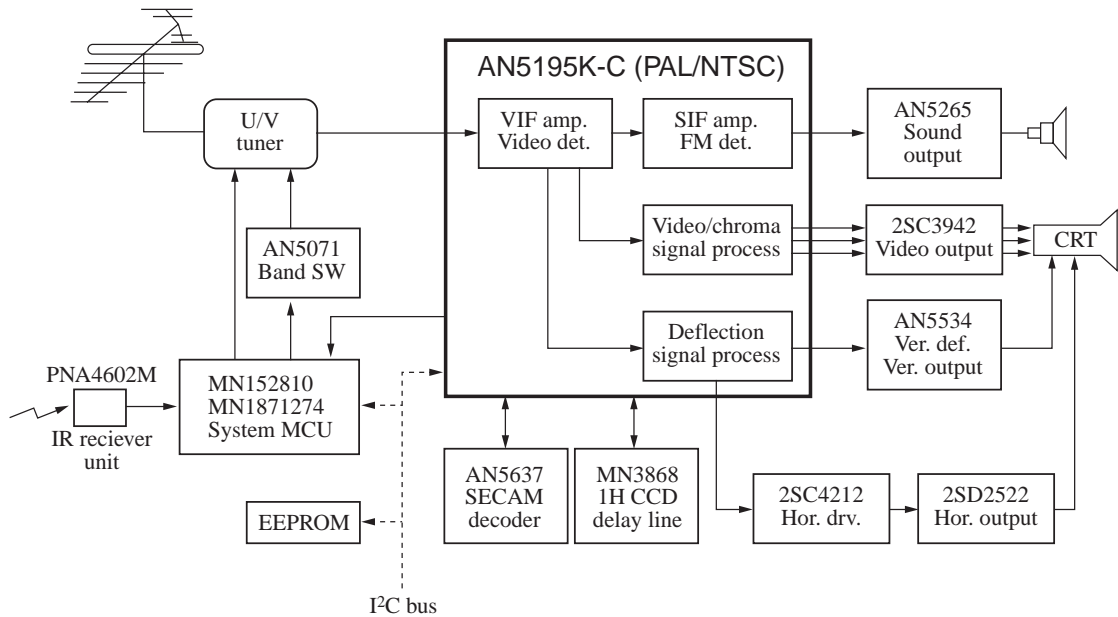 AN5195K-C (PAL/NTSC)
U/V
tuner
VIF amp.
Video det.
SIF amp.
FM det.
AN5265
Sound
output
AN5071
Band SW
Video/chroma
signal process
2SC3942
Video output
CRT
Deflection
signal process
AN5534
Ver. def.
Ver. output
PNA4602M
IR reciever
unit
MN152810
MN1871274
System MCU
AN5637
SECAM
decoder
MN3868
1H CCD
delay line
2SC4212
Hor. drv.
2SD2522
Hor. output
EEPROM
I²C bus